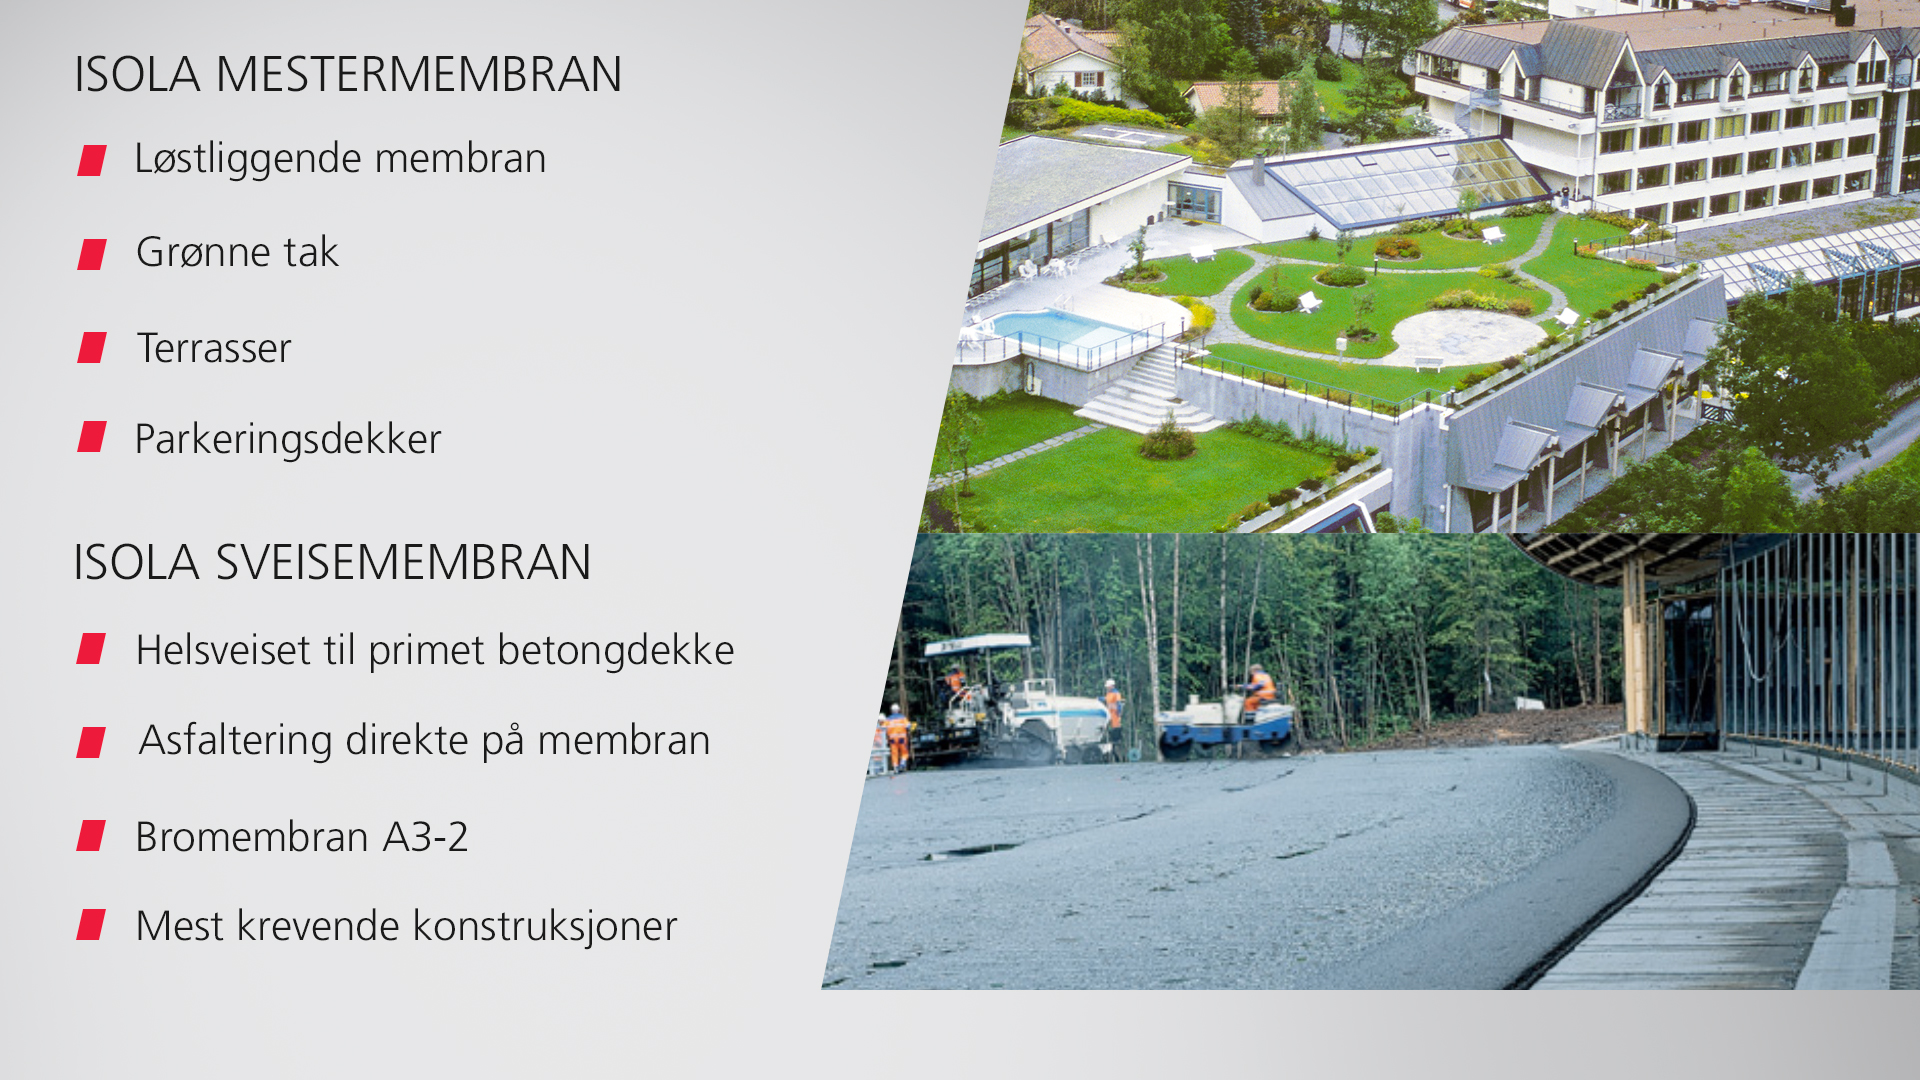 ISOLA MESTERMEMBRAN
Løstliggende membran
Grønne tak
Terrasser
Parkeringsdekker
ISOLA SVEISEMEMBRAN
Helsveiset til primet betongdekke
Asfaltering direkte på membran
Bromembran A3-2
Mest krevende konstruksjoner